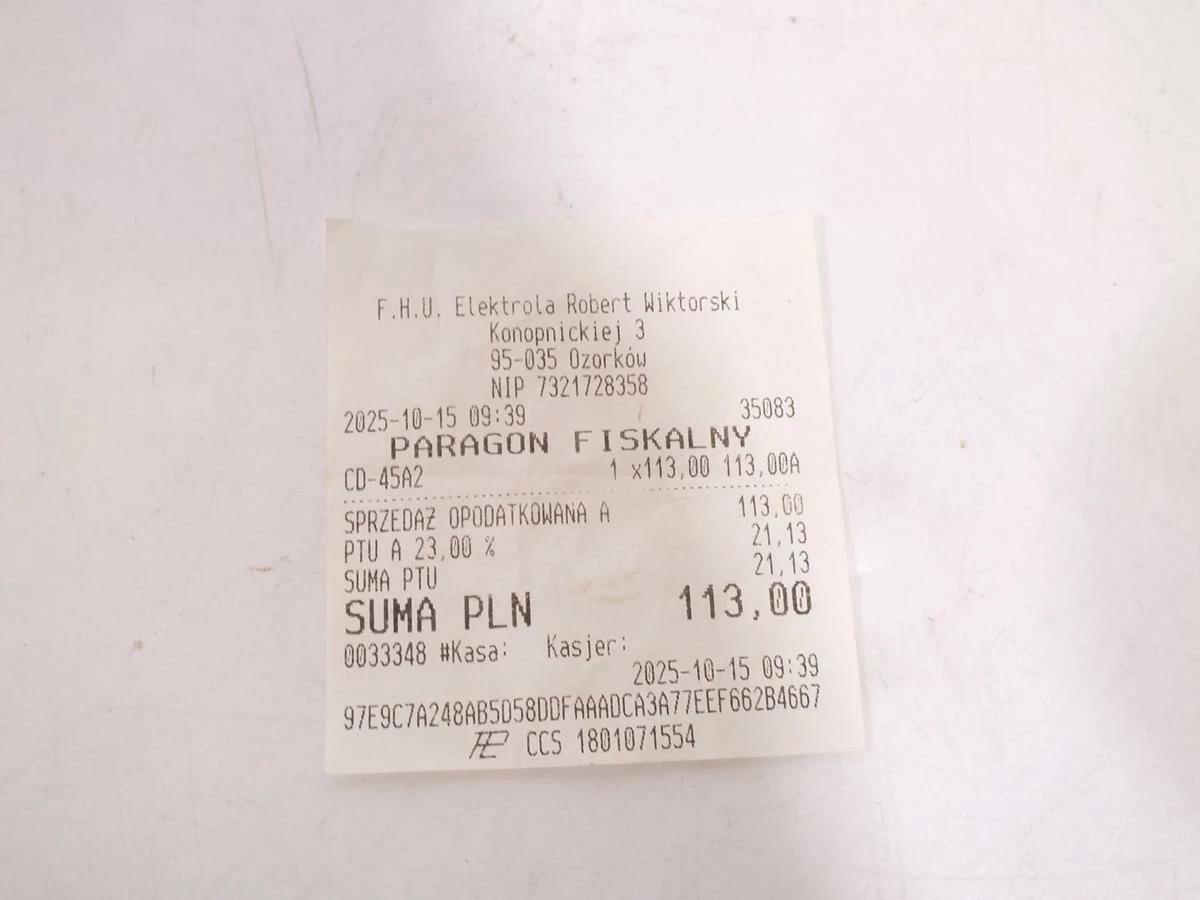 F.H.U. Elektrola Robert Wiktorski
Konopnickiej 3
95-035 Ozorków
NIP 7321728358
2025-10-15 09:39 35083
PARAGON FISKALNY
CD-45A2 1 x113,00 113,00A
SPRZEDAŻ OPODATKOWANA A 113,00
PTU A 23,00 % 21,13
SUMA PTU 21,13
SUMA PLN 113,00
0033348 #Kasa: Kasjer:
2025-10-15 09:39
97E9C7A248AB5D58DDFAAADCA3A77EEF662B4667
CCS 1801071554